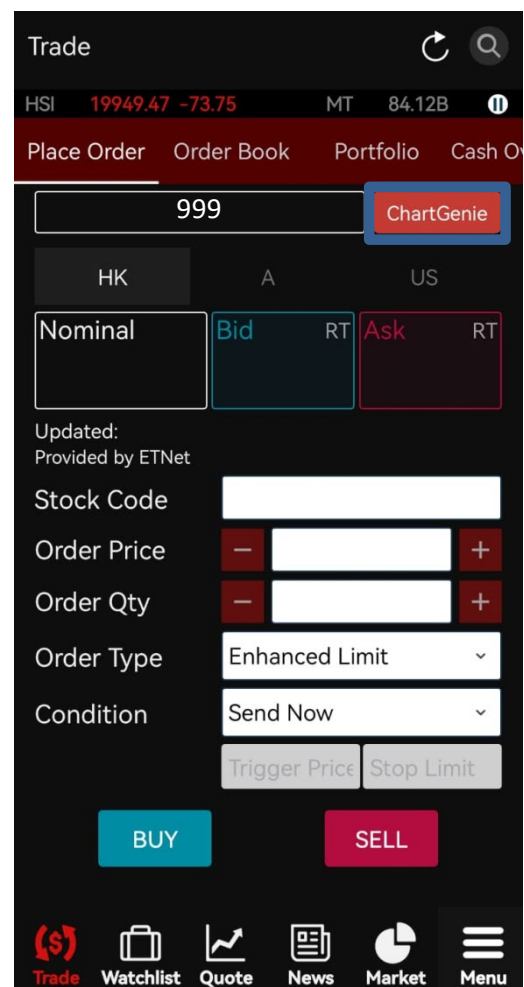 Trade
HSI 19949.47 -73.75 MT 84.12B
Place Order Order Book Portfolio Cash Ov
999 ChartGenie
HK A US
Nominal Bid RT Ask RT
Updated:
Provided by ETNet
Stock Code
Order Price − +
Order Qty − +
Order Type Enhanced Limit
Condition Send Now
Trigger Price Stop Limit
BUY SELL
($)
Trade Watchlist Quote News Market Menu